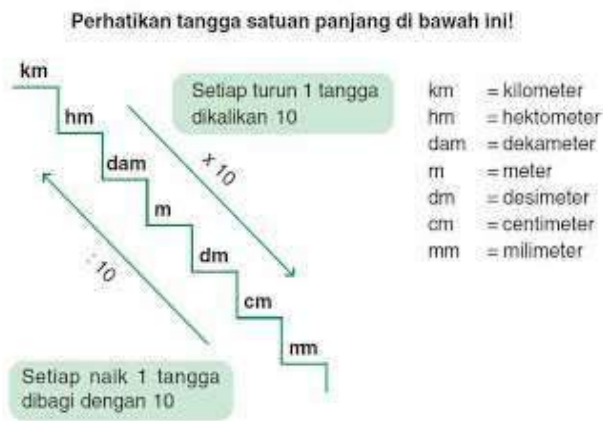 Perhatikan tangga satuan panjang di bawah ini!
km
hm
dam
m
dm
cm
mm
Setiap turun 1 tangga
dikalikan 10
x 10
: 10
Setiap naik 1 tangga
dibagi dengan 10
km = kilometer
hm = hektometer
dam = dekameter
m = meter
dm = desimeter
cm = centimeter
mm = milimeter